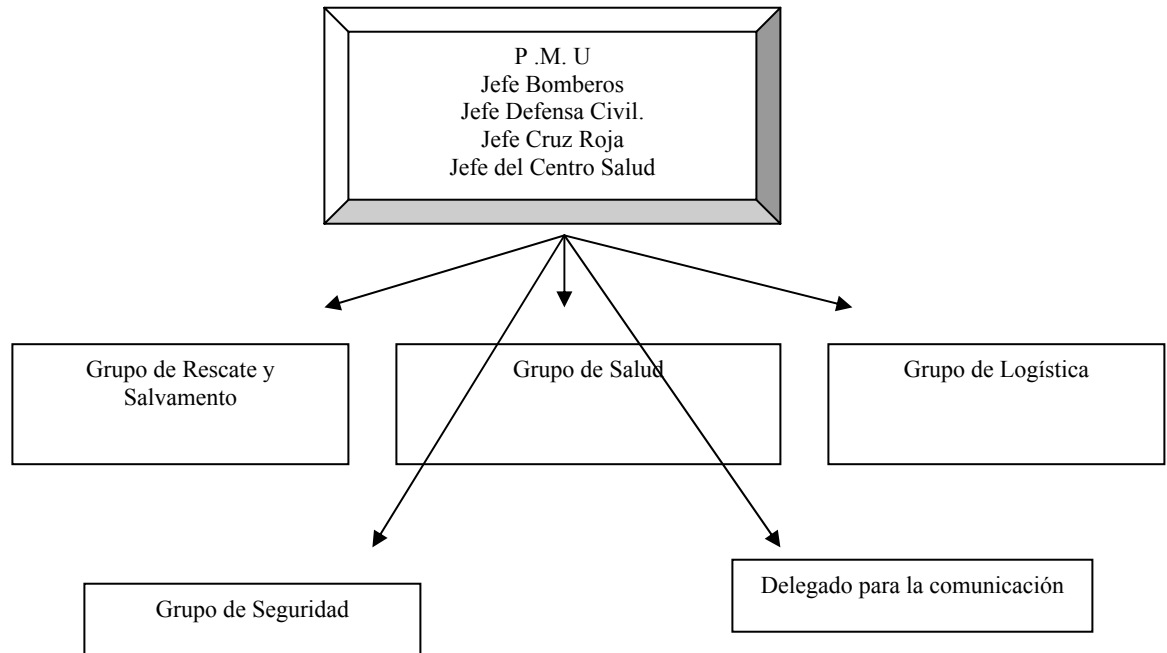 P .M. U
Jefe Bomberos
Jefe Defensa Civil.
Jefe Cruz Roja
Jefe del Centro Salud
Grupo de Rescate y
Salvamento
Grupo de Salud
Grupo de Logística
Grupo de Seguridad
Delegado para la comunicación